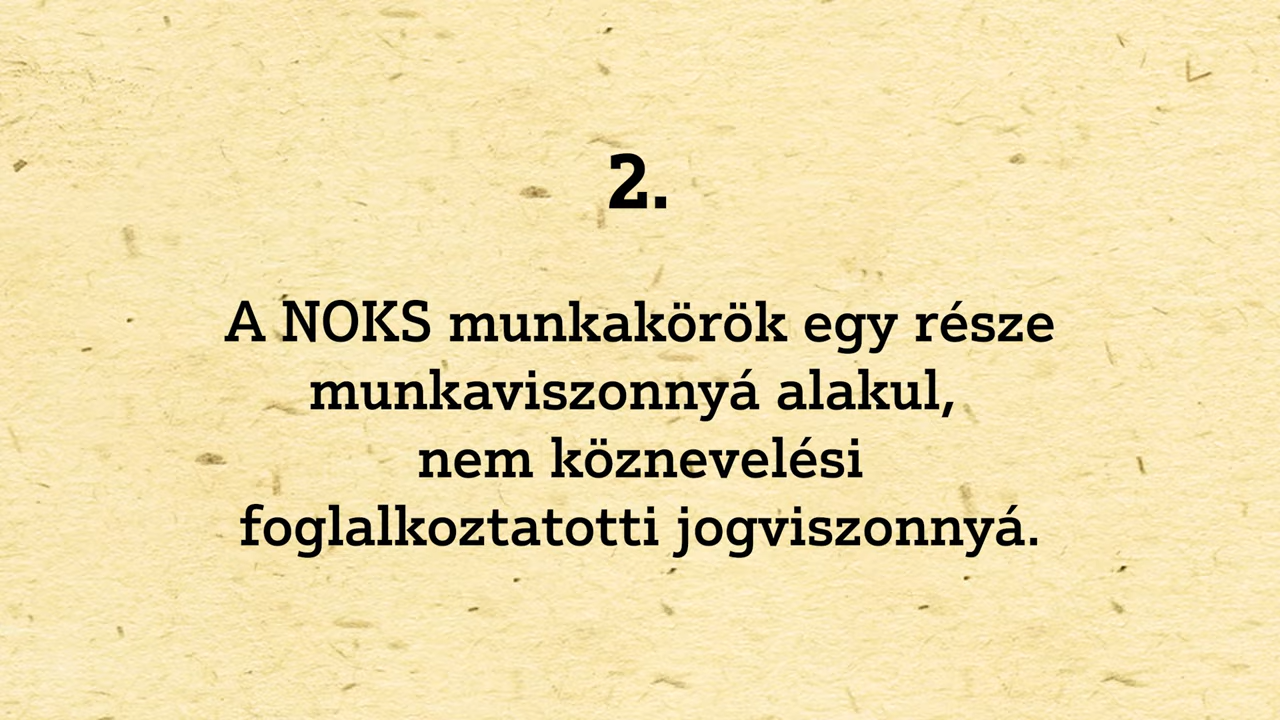 2.
A NOKS munkakörök egy része
munkaviszonnyá alakul,
nem köznevelési
foglalkoztatotti jogviszonnyá.